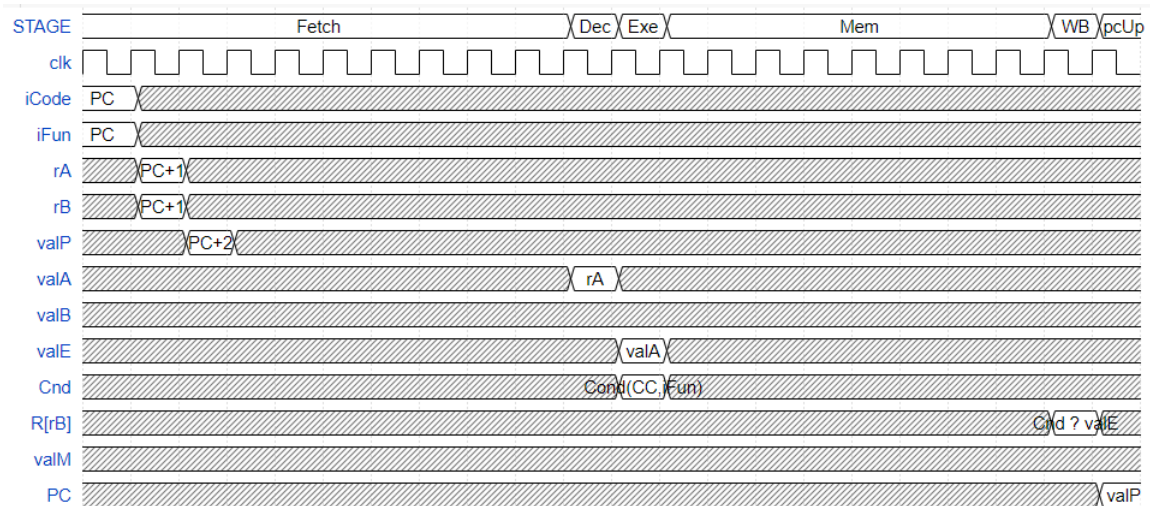 STAGE Fetch Dec Exe Mem WB pcUp
clk
iCode PC
iFun PC
rA PC+1
rB PC+1
valP PC+2
valA rA
valB
valE valA
Cnd Cond(CC,iFun)
R[rB] Cnd ? valE
valM
PC valP